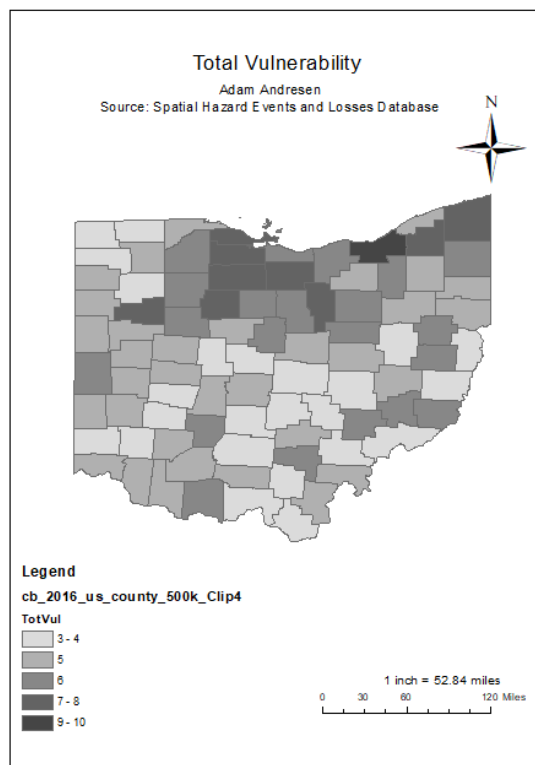 Total Vulnerability
Adam Andresen
Source: Spatial Hazard Events and Losses Database
N
Legend
cb_2016_us_county_500k_Clip4
TotVul
3 - 4
5
6
7 - 8
9 - 10
1 inch = 52.84 miles
0 30 60 120 Miles